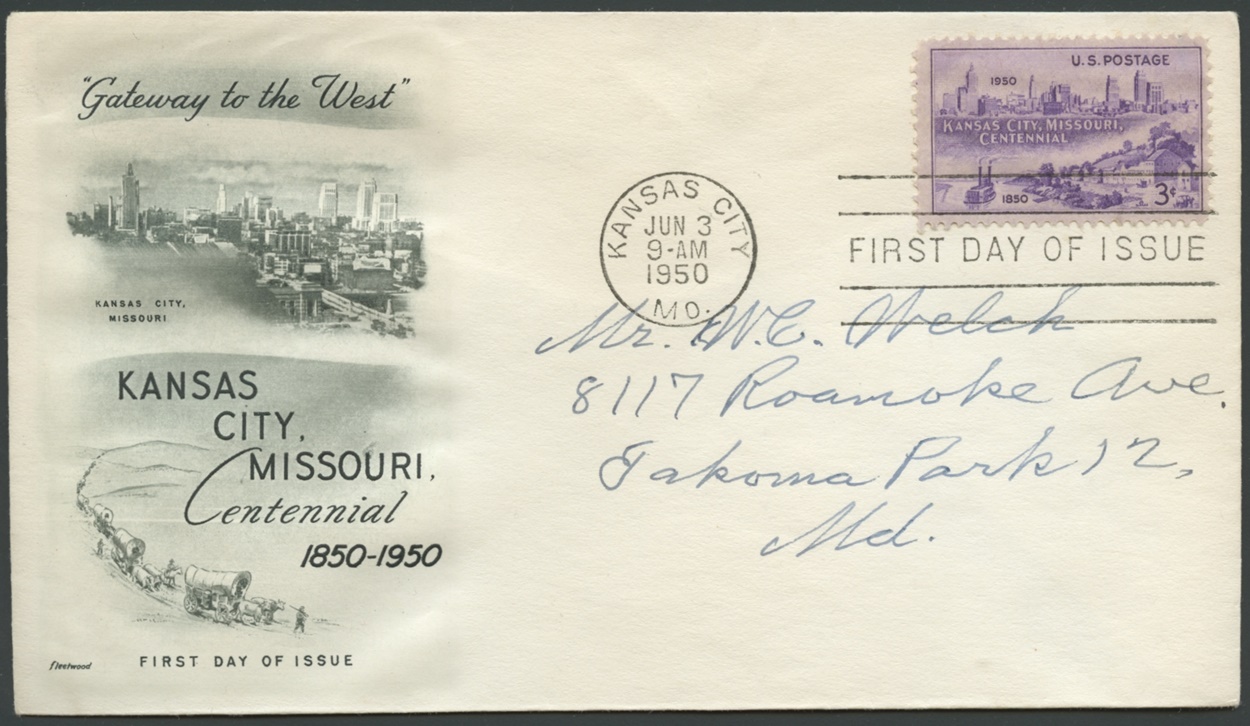 "Gateway to the West"
KANSAS CITY,
MISSOURI
KANSAS
CITY,
MISSOURI,
Centennial
1850-1950
fleetwood
FIRST DAY OF ISSUE
U.S. POSTAGE
1950
KANSAS CITY, MISSOURI,
CENTENNIAL
1850
3¢
KANSAS CITY
JUN 3
9-AM
1950
MO.
FIRST DAY OF ISSUE
Mr. W.C. Welch
8117 Roanoke Ave.
Takoma Park 12,
Md.